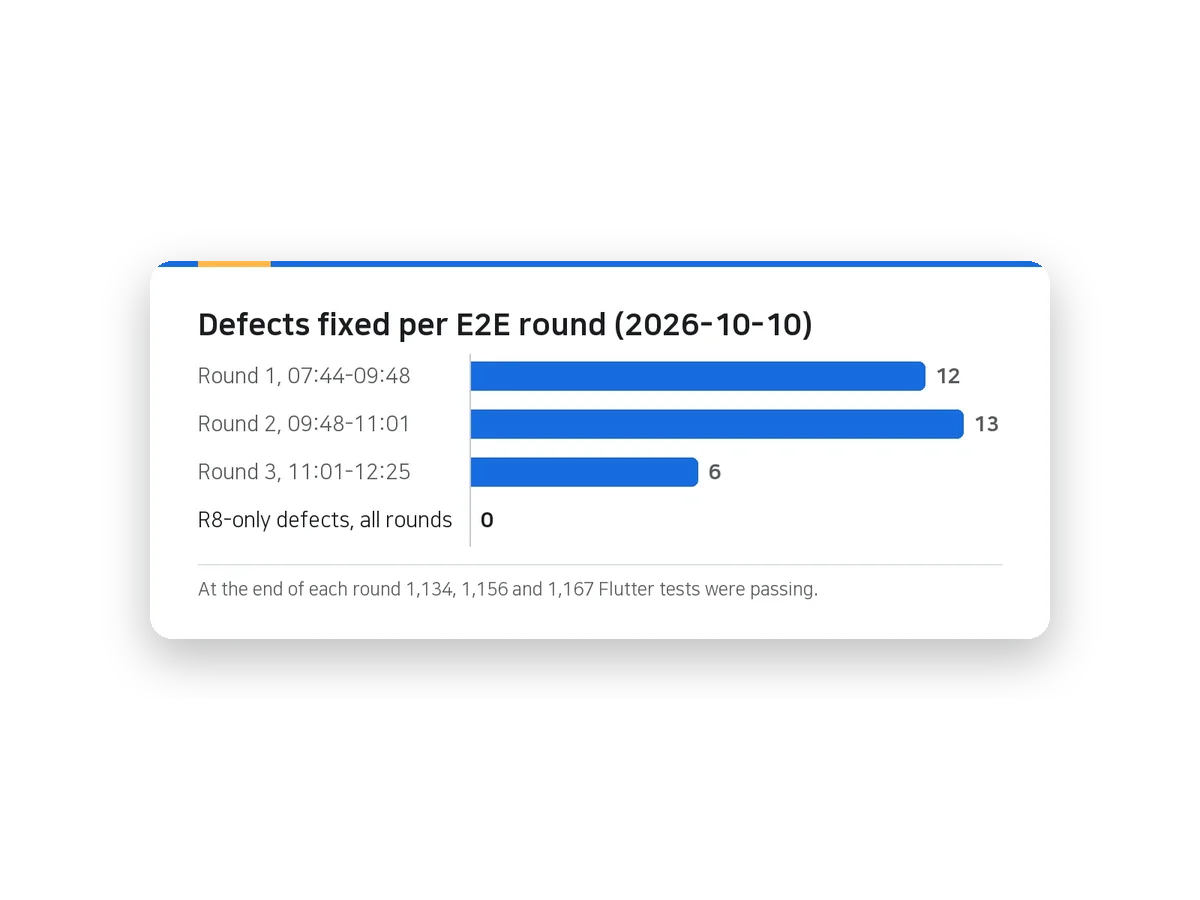 Defects fixed per E2E round (2026-10-10)
Round 1, 07:44-09:48 12
Round 2, 09:48-11:01 13
Round 3, 11:01-12:25 6
R8-only defects, all rounds 0
At the end of each round 1,134, 1,156 and 1,167 Flutter tests were passing.